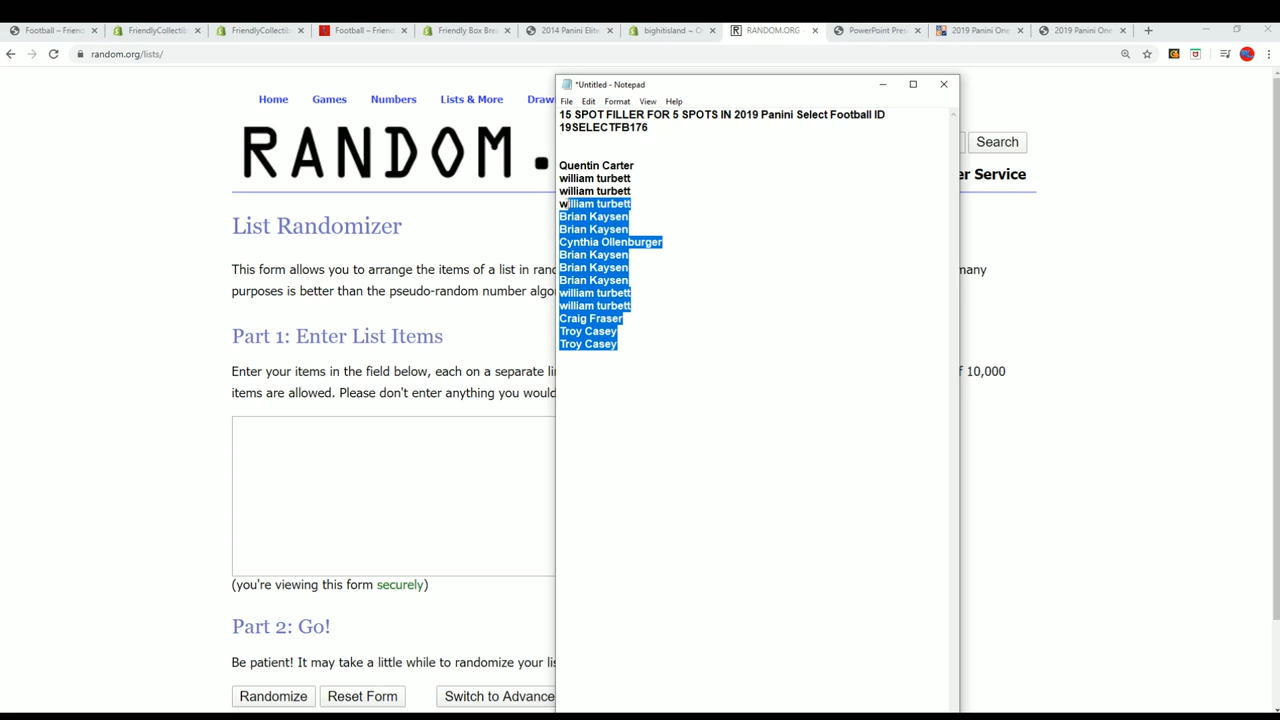 Football – Friend
FriendlyCollectib
FriendlyCollectib
Football – Friend
Friendly Box Bre
2014 Panini Elite
bighitisland ~ O
RANDOM.ORG
PowerPoint Pres
2019 Panini One
2019 Panini One
random.org/lists/
*Untitled - Notepad
File Edit Format View Help
Home Games Numbers Lists & More Draw
15 SPOT FILLER FOR 5 SPOTS IN 2019 Panini Select Football ID
19SELECTFB176
RANDOM.
Search
er Service
Quentin Carter
william turbett
william turbett
william turbett
Brian Kaysen
Brian Kaysen
Cynthia Ollenburger
Brian Kaysen
Brian Kaysen
Brian Kaysen
william turbett
william turbett
Craig Fraser
Troy Casey
Troy Casey
List Randomizer
This form allows you to arrange the items of a list in ran
many
purposes is better than the pseudo-random number algo
Part 1: Enter List Items
Enter your items in the field below, each on a separate li
f 10,000
items are allowed. Please don't enter anything you would
(you're viewing this form securely)
Part 2: Go!
Be patient! It may take a little while to randomize your lis
Randomize Reset Form Switch to Advance